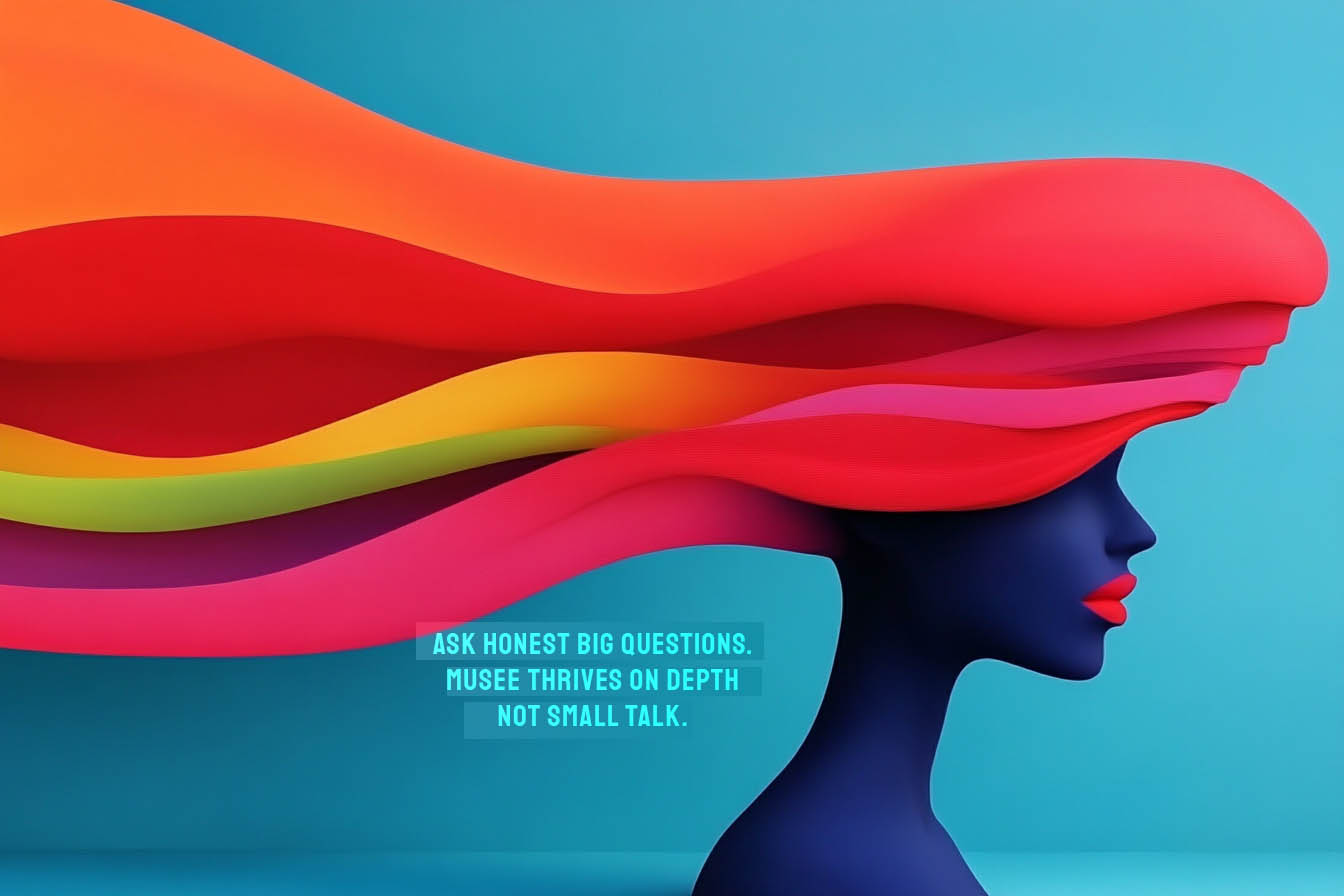 ASK HONEST BIG QUESTIONS.
MUSEE THRIVES ON DEPTH
NOT SMALL TALK.